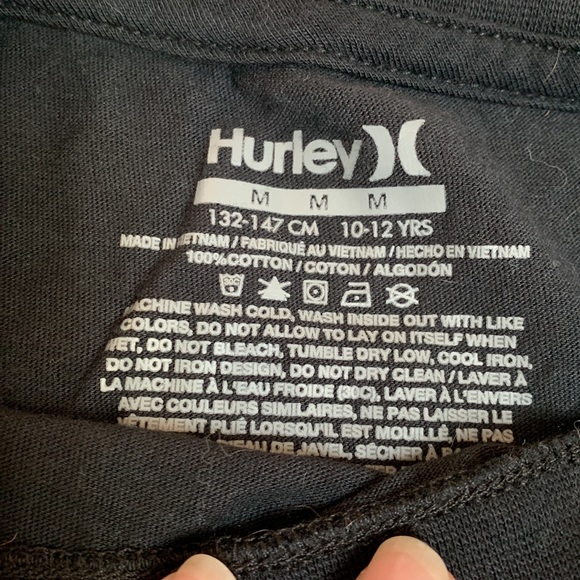 Hurley
M M M
132-147 CM 10-12 YRS
MADE IN VIETNAM / FABRIQUÉ AU VIETNAM / HECHO EN VIETNAM
100% COTTON / COTON / ALGODÓN
30C
MACHINE WASH COLD, WASH INSIDE OUT WITH LIKE
COLORS, DO NOT ALLOW TO LAY ON ITSELF WHEN
WET, DO NOT BLEACH, TUMBLE DRY LOW, COOL IRON,
DO NOT IRON DESIGN, DO NOT DRY CLEAN / LAVER À
LA MACHINE À L'EAU FROIDE (30C), LAVER À L'ENVERS
AVEC COULEURS SIMILAIRES, NE PAS LAISSER LE
VÊTEMENT PLIÉ LORSQU'IL EST MOUILLÉ, NE PAS
DE JAVEL, SÉCHER À